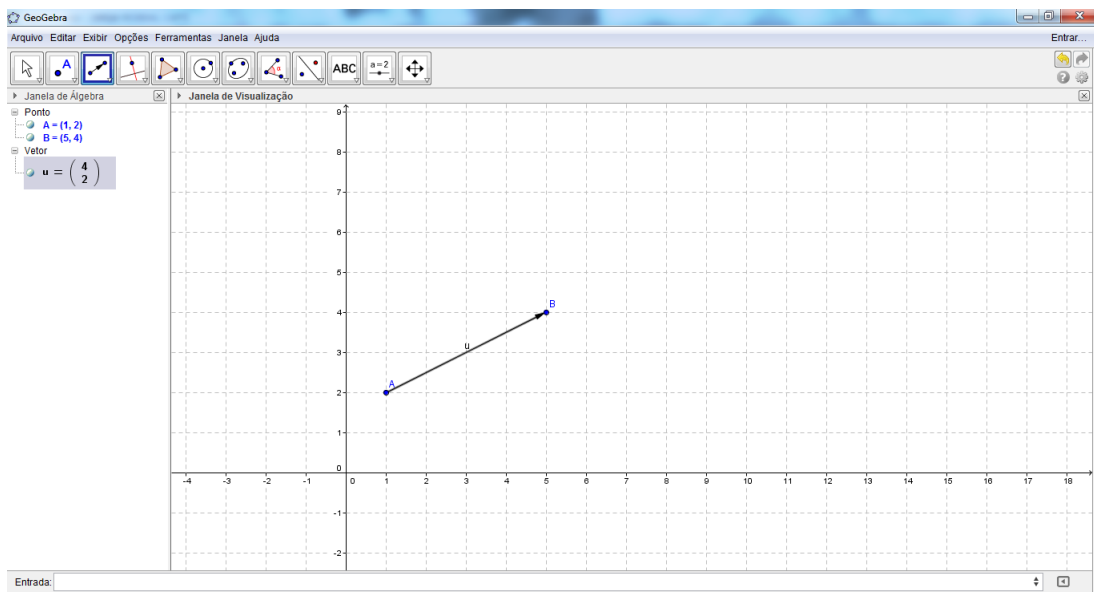 GeoGebra
Arquivo Editar Exibir Opções Ferramentas Janela Ajuda
Entrar...
A
α
ABC
a = 2
Janela de Álgebra
Janela de Visualização
Ponto
A = (1, 2)
B = (5, 4)
Vetor
u = ( 4
2 )
9
8
7
6
5
4
3
2
1
0
-1
-2
B
u
A
-4 -3 -2 -1 0 1 2 3 4 5 6 7 8 9 10 11 12 13 14 15 16 17 18
Entrada: